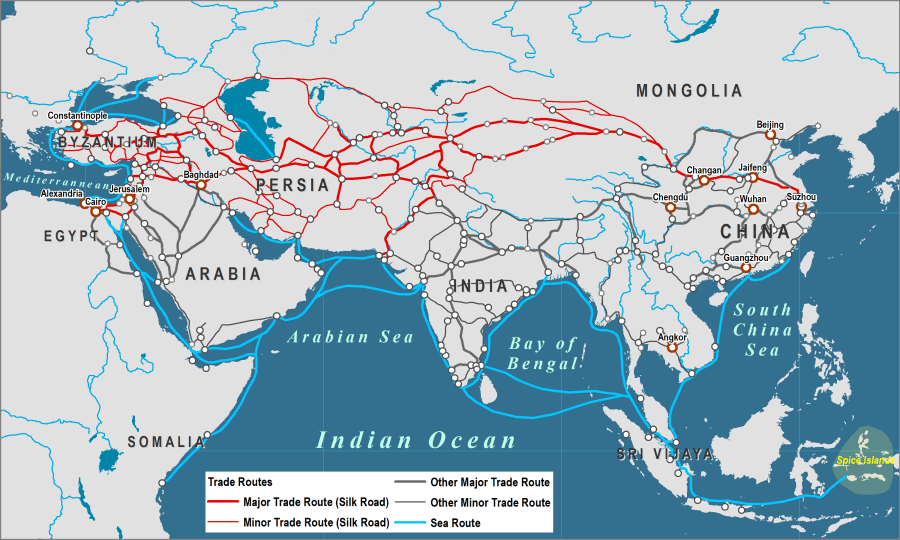 MONGOLIA
Constantinople
Beijing
BYZANTIUM
Mediterrannean
Baghdad
PERSIA
Changan
Jaifeng
Jerusalem
Alexandria
Cairo
Chengdu
Wuhan
Suzhou
EGYPT
CHINA
ARABIA
Guangzhou
INDIA
South
China
Sea
Arabian Sea
Bay of
Bengal
Angkor
Indian Ocean
SOMALIA
SRI VIJAYA
Spice Islands
Trade Routes
Major Trade Route (Silk Road)
Minor Trade Route (Silk Road)
Other Major Trade Route
Other Minor Trade Route
Sea Route